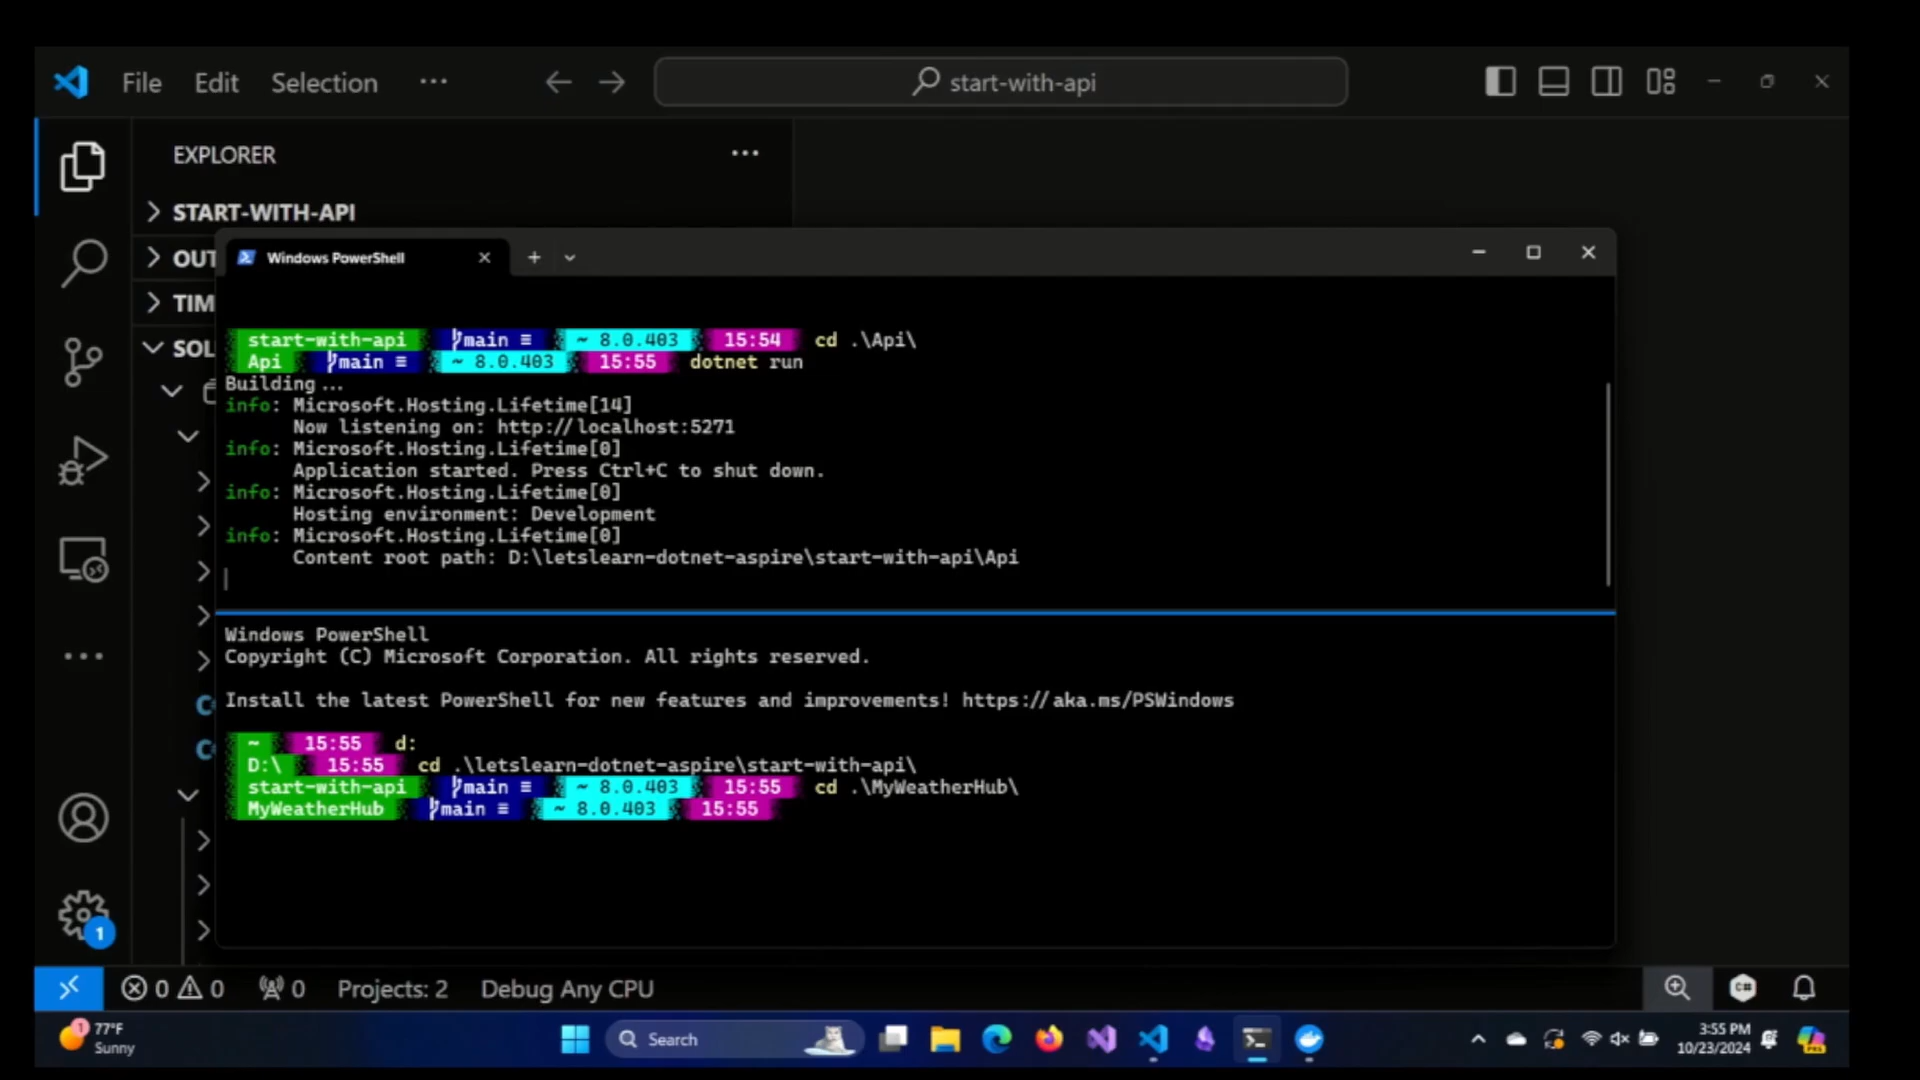 File Edit Selection ··· start-with-api
EXPLORER ···
START-WITH-API
OUT
TIM
SOL
Windows PowerShell
start-with-api main ≡ ~ 8.0.403 15:54 cd .\Api\
Api main ≡ ~ 8.0.403 15:55 dotnet run
Building ...
info: Microsoft.Hosting.Lifetime[14]
Now listening on: http://localhost:5271
info: Microsoft.Hosting.Lifetime[0]
Application started. Press Ctrl+C to shut down.
info: Microsoft.Hosting.Lifetime[0]
Hosting environment: Development
info: Microsoft.Hosting.Lifetime[0]
Content root path: D:\letslearn-dotnet-aspire\start-with-api\Api
Windows PowerShell
Copyright (C) Microsoft Corporation. All rights reserved.
Install the latest PowerShell for new features and improvements! https://aka.ms/PSWindows
~ 15:55 d:
D:\ 15:55 cd .\letslearn-dotnet-aspire\start-with-api\
start-with-api main ≡ ~ 8.0.403 15:55 cd .\MyWeatherHub\
MyWeatherHub main ≡ ~ 8.0.403 15:55
1
0 0 0 Projects: 2 Debug Any CPU C#
1 77°F
Sunny
Search
3:55 PM
10/23/2024